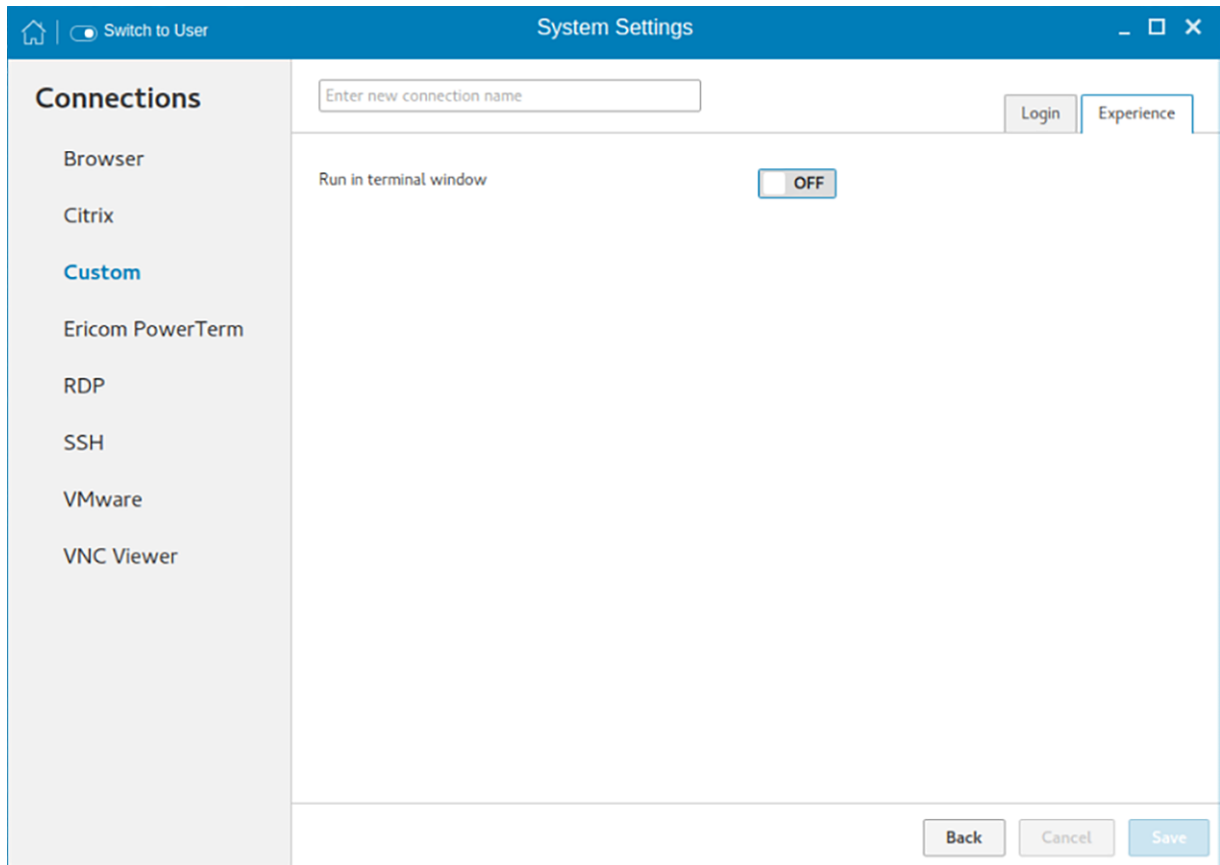 Switch to User
System Settings
Connections
Browser
Citrix
Custom
Ericom PowerTerm
RDP
SSH
VMware
VNC Viewer
Enter new connection name
Login
Experience
Run in terminal window
OFF
Back
Cancel
Save